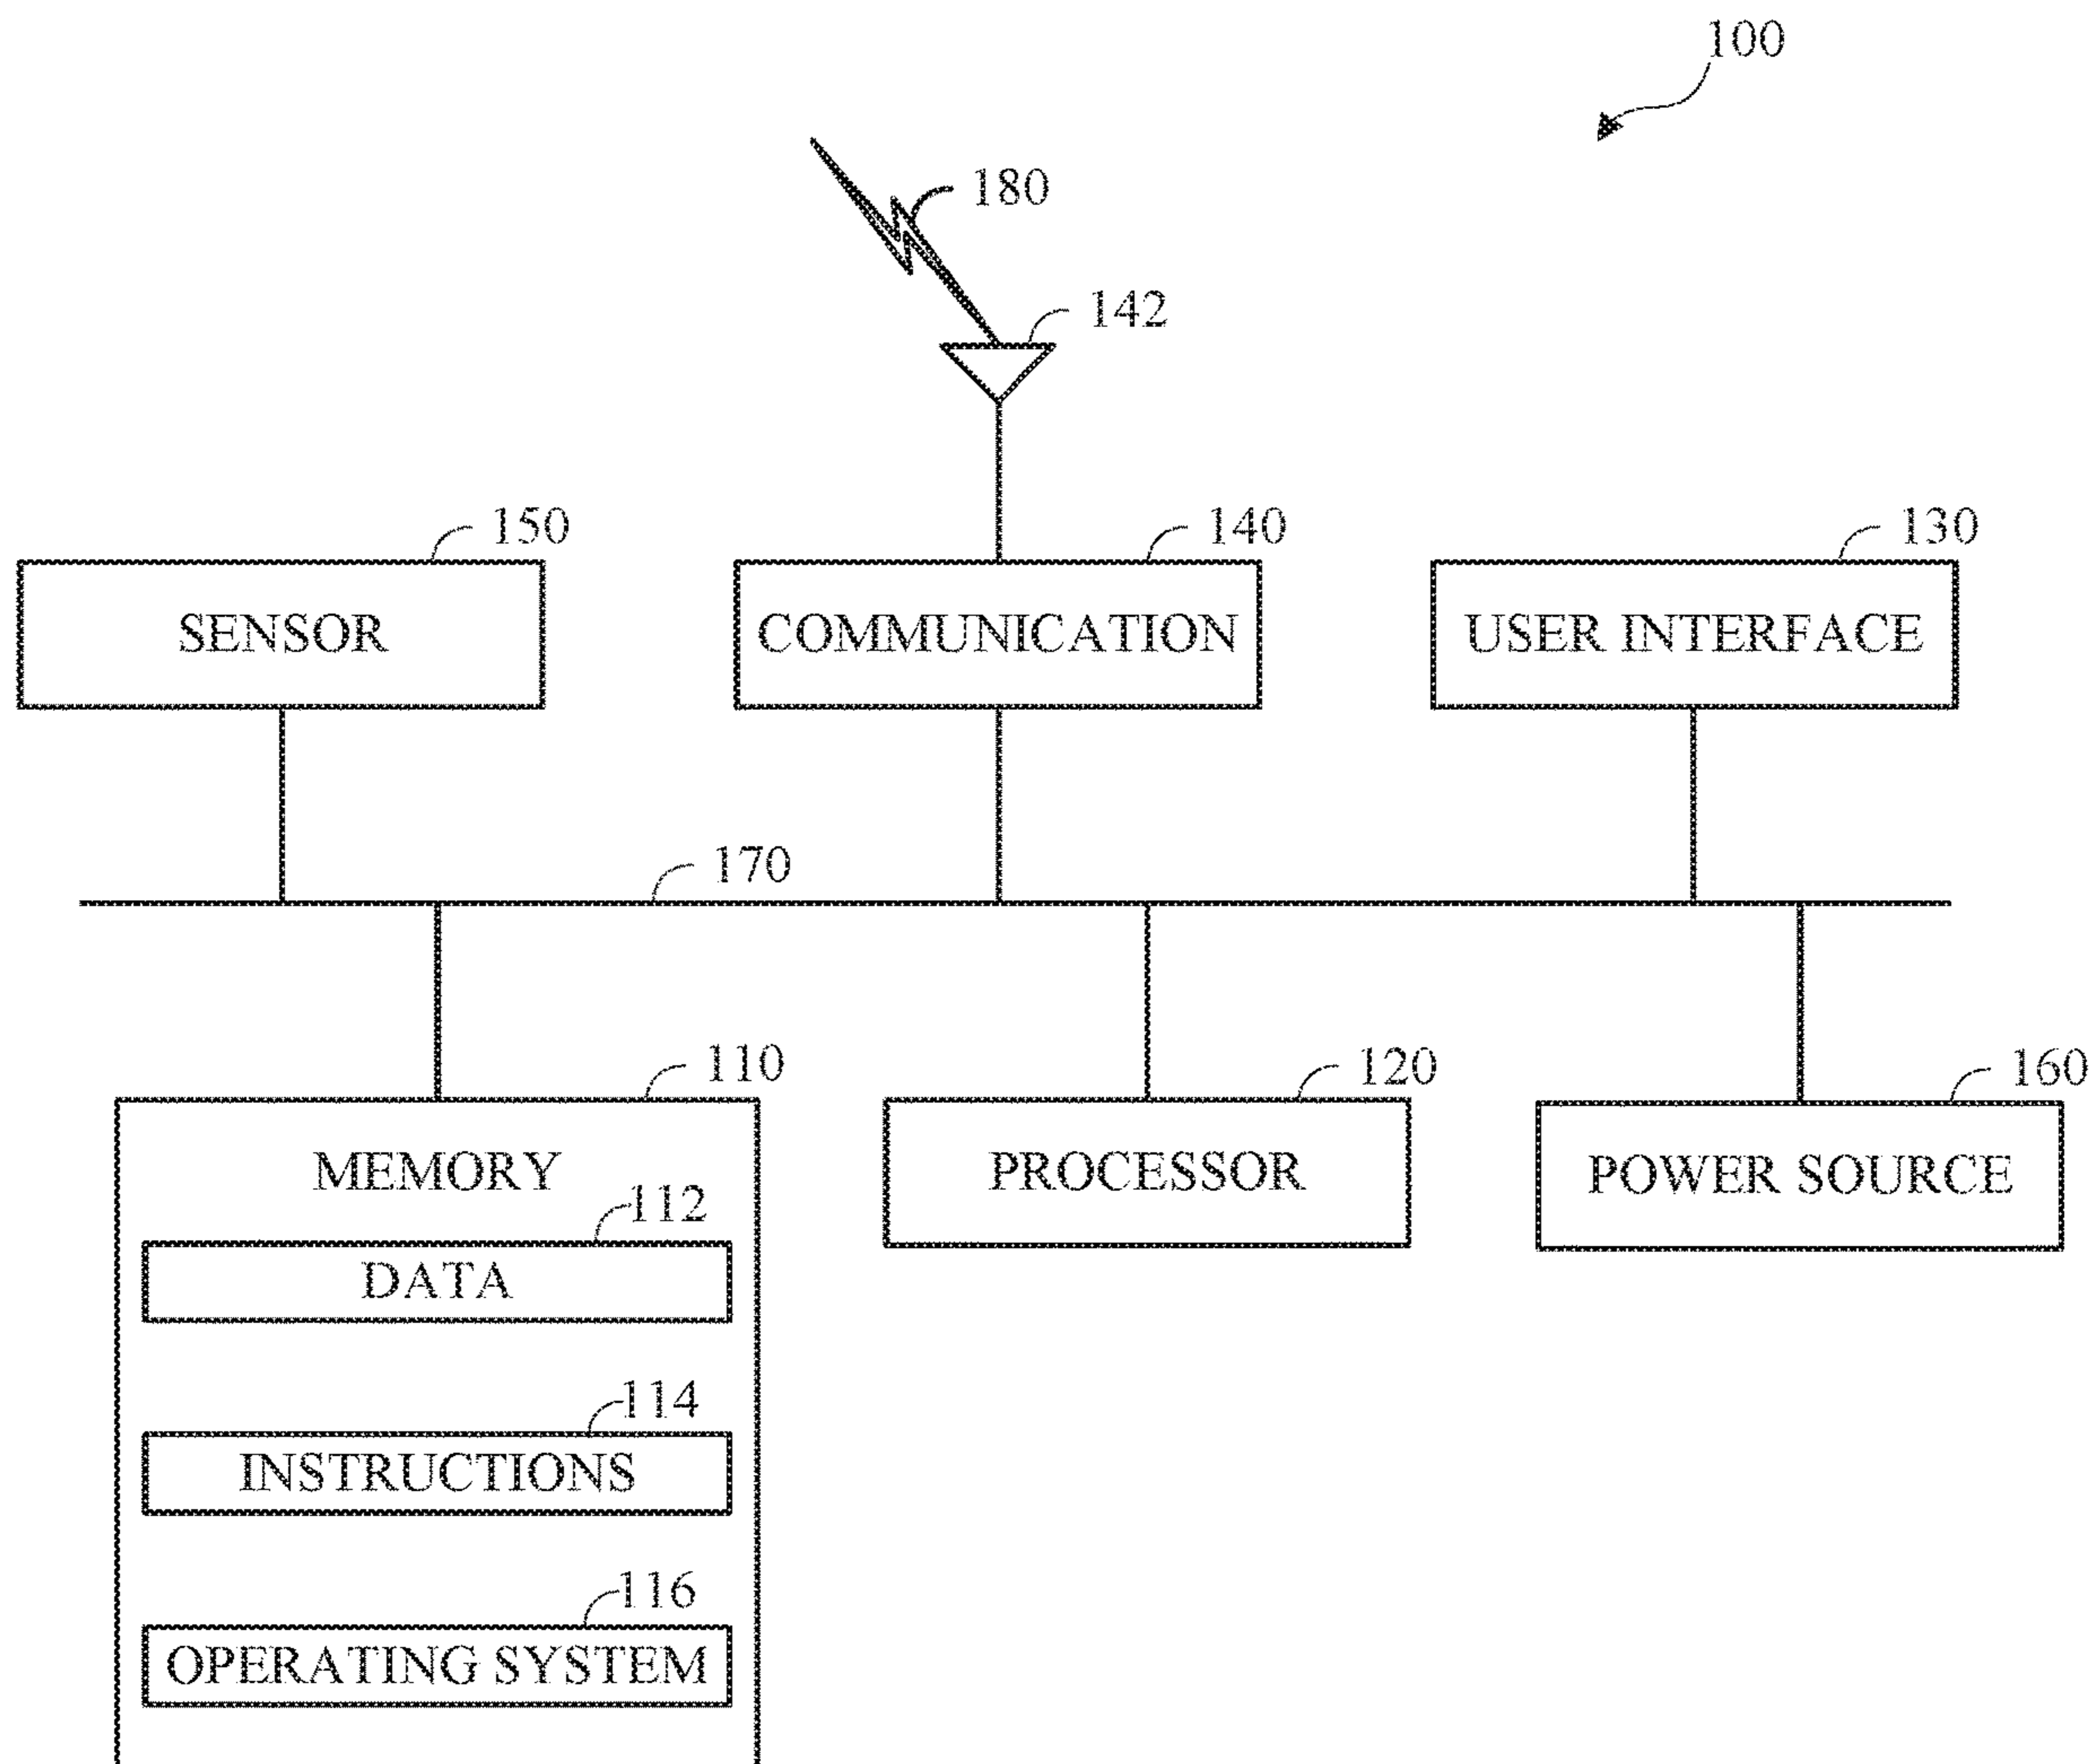 100
180
142
150
140
130
SENSOR
COMMUNICATION
USER INTERFACE
170
110
120
160
MEMORY
PROCESSOR
POWER SOURCE
112
DATA
114
INSTRUCTIONS
116
OPERATING SYSTEM